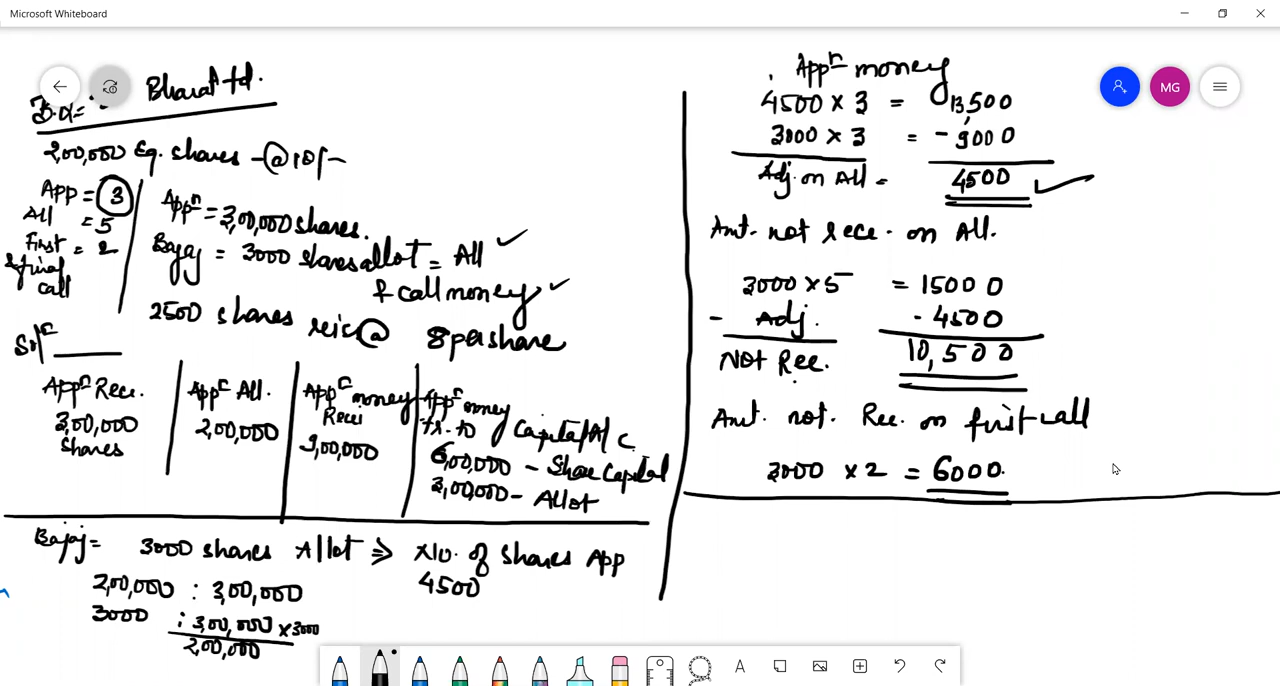 Microsoft Whiteboard
MG
Bharat td.
2,00,000 Eq. shares -@10/-
App = 3
All = 5
First = 2
& final
call
Appn = 3,00,000 shares.
Bajaj = 3000 shares allot = All
& call money
2500 shares reis @ 8 per share
Soln
Appn Rece.
3,00,000
shares
Appn All.
2,00,000
Appn money
Recei
9,00,000
Appn money
tr. to Capital A/C
6,00,000 - Share Capital
3,00,000 - Allot
Bajaj = 3000 shares Allot ⇒ No. of shares App
4500
2,00,000 : 3,00,000
3000 : 3,00,000 x 3000
2,00,000
Appn money
4500 x 3 = 13,500
3000 x 3 = - 9000
Adj. on All = 4500
Amt. not rece. on All.
3000 x 5 = 15000
- Adj. - 4500
Not Rec. 10,500
Amt. not. Rec. on first call
3000 x 2 = 6000.
A